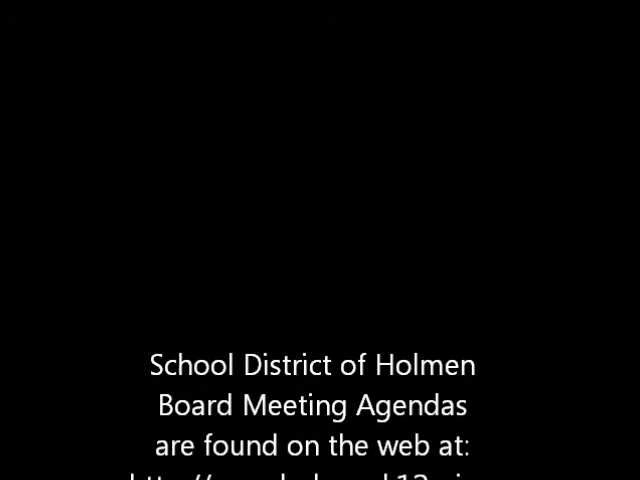 School District of Holmen
Board Meeting Agendas
are found on the web at: